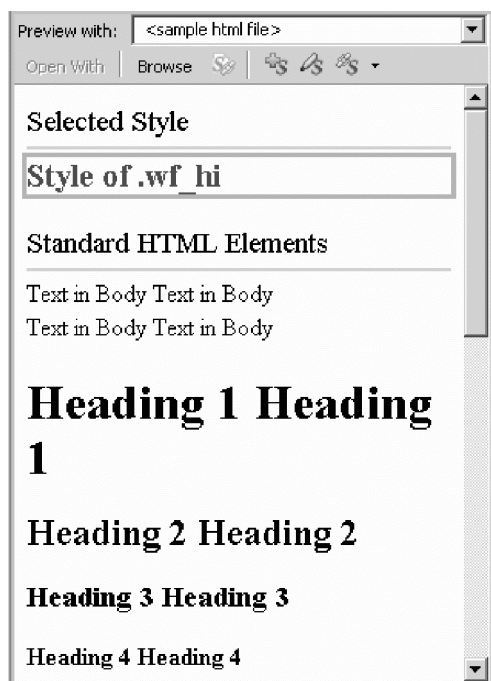 Preview with: <sample html file>
Open With Browse
Selected Style
Style of .wf_hi
Standard HTML Elements
Text in Body Text in Body
Text in Body Text in Body
Heading 1 Heading
1
Heading 2 Heading 2
Heading 3 Heading 3
Heading 4 Heading 4